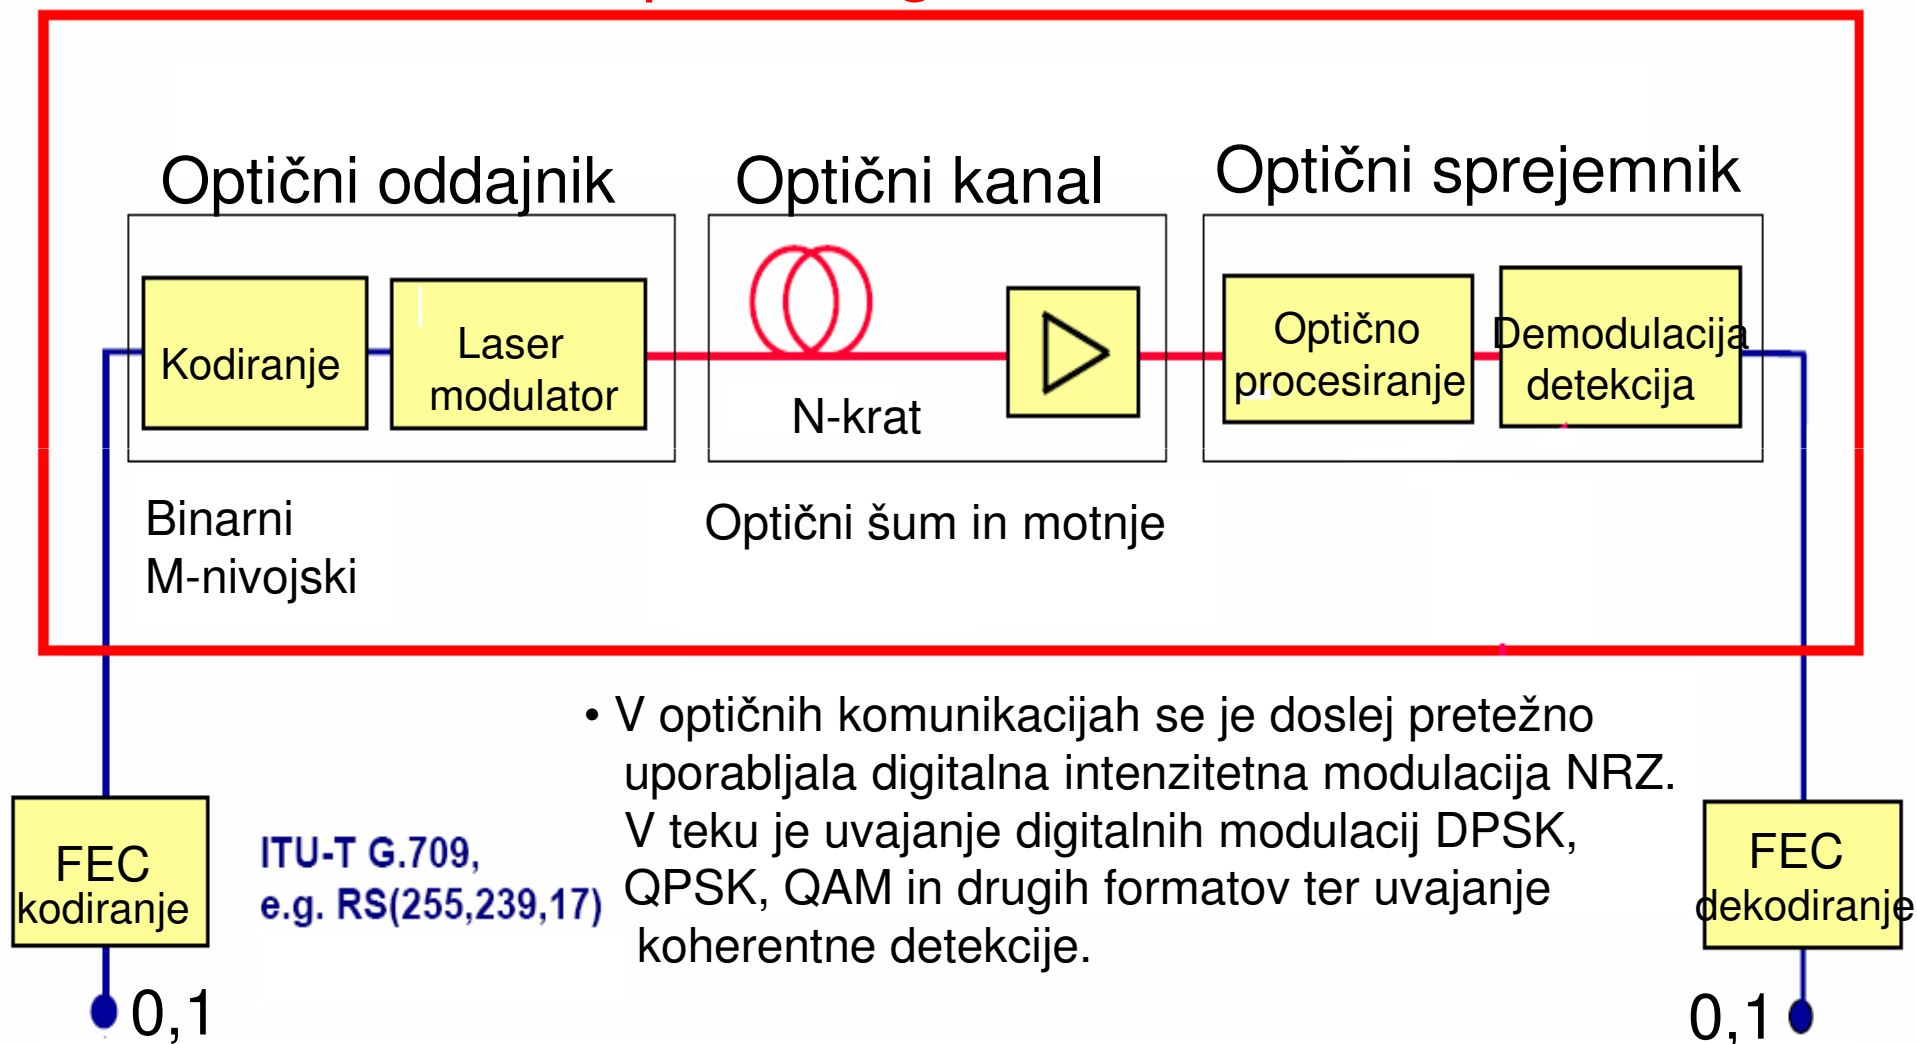 Optični oddajnik
Optični kanal
Optični sprejemnik
Kodiranje
Laser
modulator
N-krat
Optično
procesiranje
Demodulacija
detekcija
Binarni
M-nivojski
Optični šum in motnje
• V optičnih komunikacijah se je doslej pretežno
uporabljala digitalna intenzitetna modulacija NRZ.
V teku je uvajanje digitalnih modulacij DPSK,
QPSK, QAM in drugih formatov ter uvajanje
koherentne detekcije.
FEC
kodiranje
ITU-T G.709,
e.g. RS(255,239,17)
FEC
dekodiranje
0,1
0,1